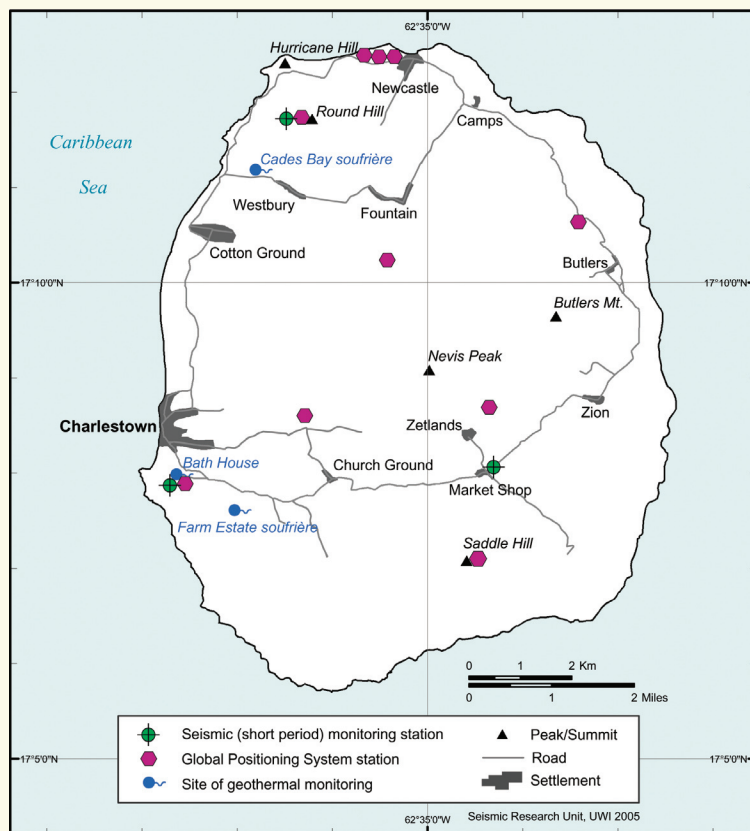 62°35'0"W
Hurricane Hill
Newcastle
Round Hill
Camps
Caribbean
Sea
Cades Bay soufrière
Westbury
Fountain
Cotton Ground
Butlers
17°10'0"N
17°10'0"N
Butlers Mt.
Nevis Peak
Zion
Charlestown
Zetlands
Bath House
Church Ground
Market Shop
Farm Estate soufrière
Saddle Hill
0 1 2 Km
0 1 2 Miles
Seismic (short period) monitoring station
Global Positioning System station
Site of geothermal monitoring
Peak/Summit
Road
Settlement
17°5'0"N
17°5'0"N
Seismic Research Unit, UWI 2005
62°35'0"W